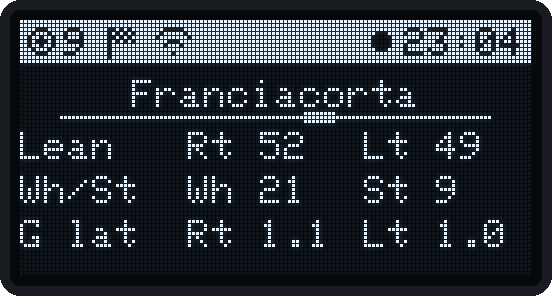 09 23:04
Franciacorta
Lean Rt 52 Lt 49
Wh/St Wh 21 St 9
G lat Rt 1.1 Lt 1.0